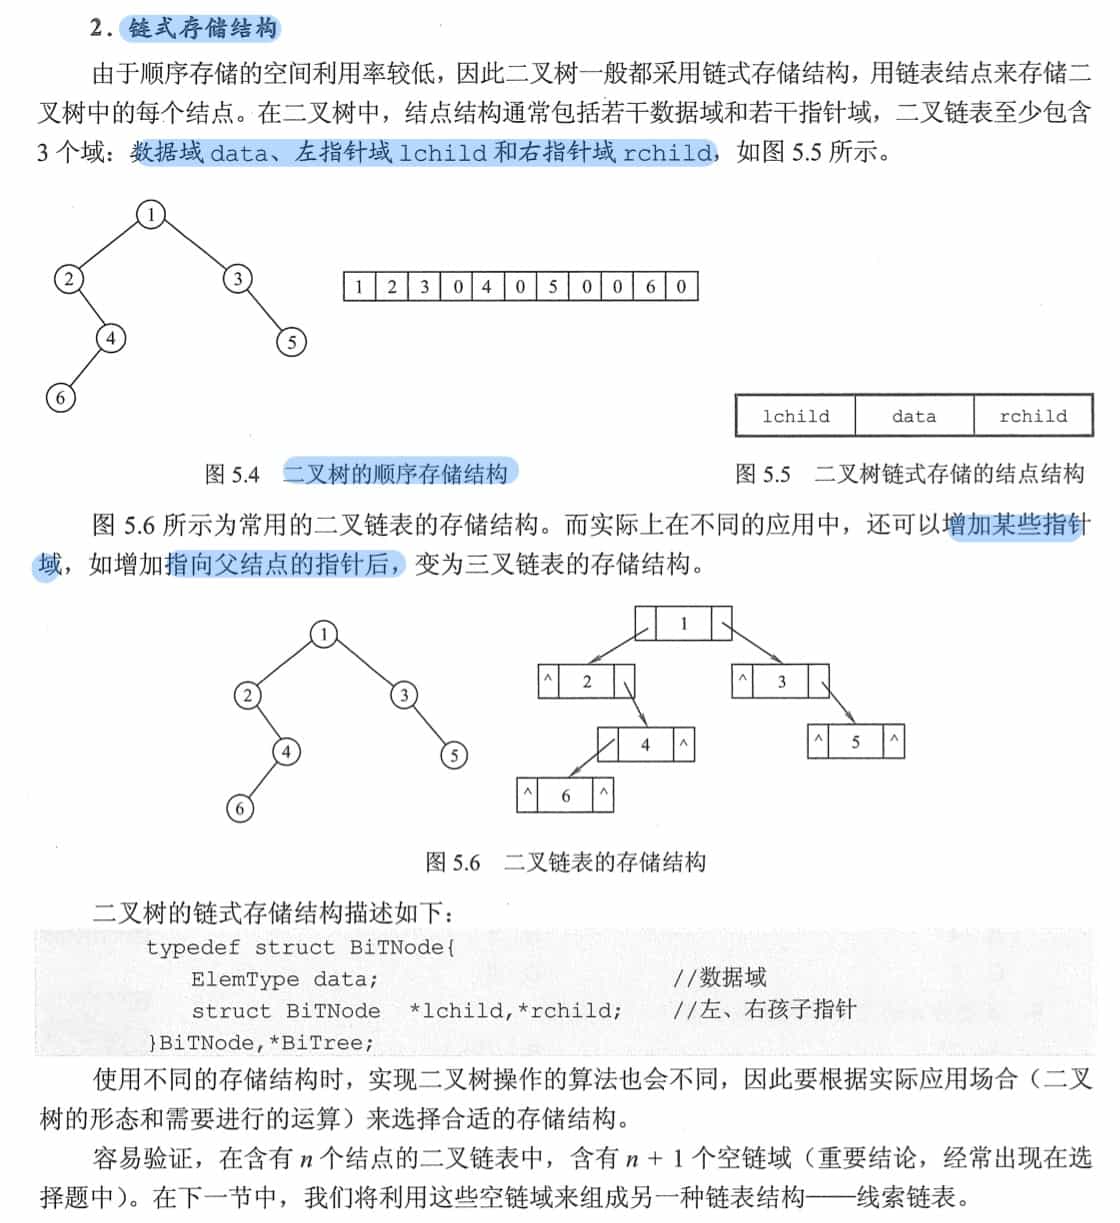 2. 链式存储结构
由于顺序存储的空间利用率较低，因此二叉树一般都采用链式存储结构，用链表结点来存储二
叉树中的每个结点。在二叉树中，结点结构通常包括若干数据域和若干指针域，二叉链表至少包含
3 个域：数据域 data、左指针域 lchild 和右指针域 rchild，如图 5.5 所示。
1
2
3
4
5
6
1 2 3 0 4 0 5 0 0 6 0
lchild data rchild
图 5.4 二叉树的顺序存储结构
图 5.5 二叉树链式存储的结点结构
图 5.6 所示为常用的二叉链表的存储结构。而实际上在不同的应用中，还可以增加某些指针
域，如增加指向父结点的指针后，变为三叉链表的存储结构。
1
2
3
4
5
6
1
^ 2
^ 3
4 ^
^ 5 ^
^ 6 ^
图 5.6 二叉链表的存储结构
二叉树的链式存储结构描述如下：
typedef struct BiTNode{
ElemType data; //数据域
struct BiTNode *lchild,*rchild; //左、右孩子指针
}BiTNode,*BiTree;
使用不同的存储结构时，实现二叉树操作的算法也会不同，因此要根据实际应用场合（二叉
树的形态和需要进行的运算）来选择合适的存储结构。
容易验证，在含有 n 个结点的二叉链表中，含有 n + 1 个空链域（重要结论，经常出现在选
择题中）。在下一节中，我们将利用这些空链域来组成另一种链表结构——线索链表。